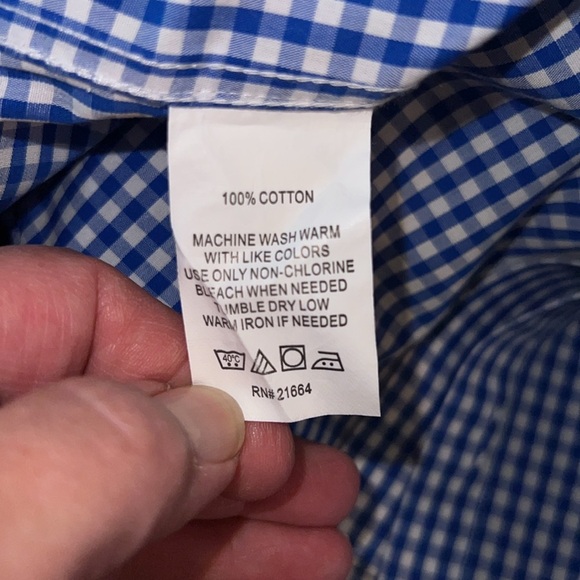 100% COTTON
MACHINE WASH WARM
WITH LIKE COLORS
USE ONLY NON-CHLORINE
BLEACH WHEN NEEDED
TUMBLE DRY LOW
WARM IRON IF NEEDED
40°C
RN# 21664